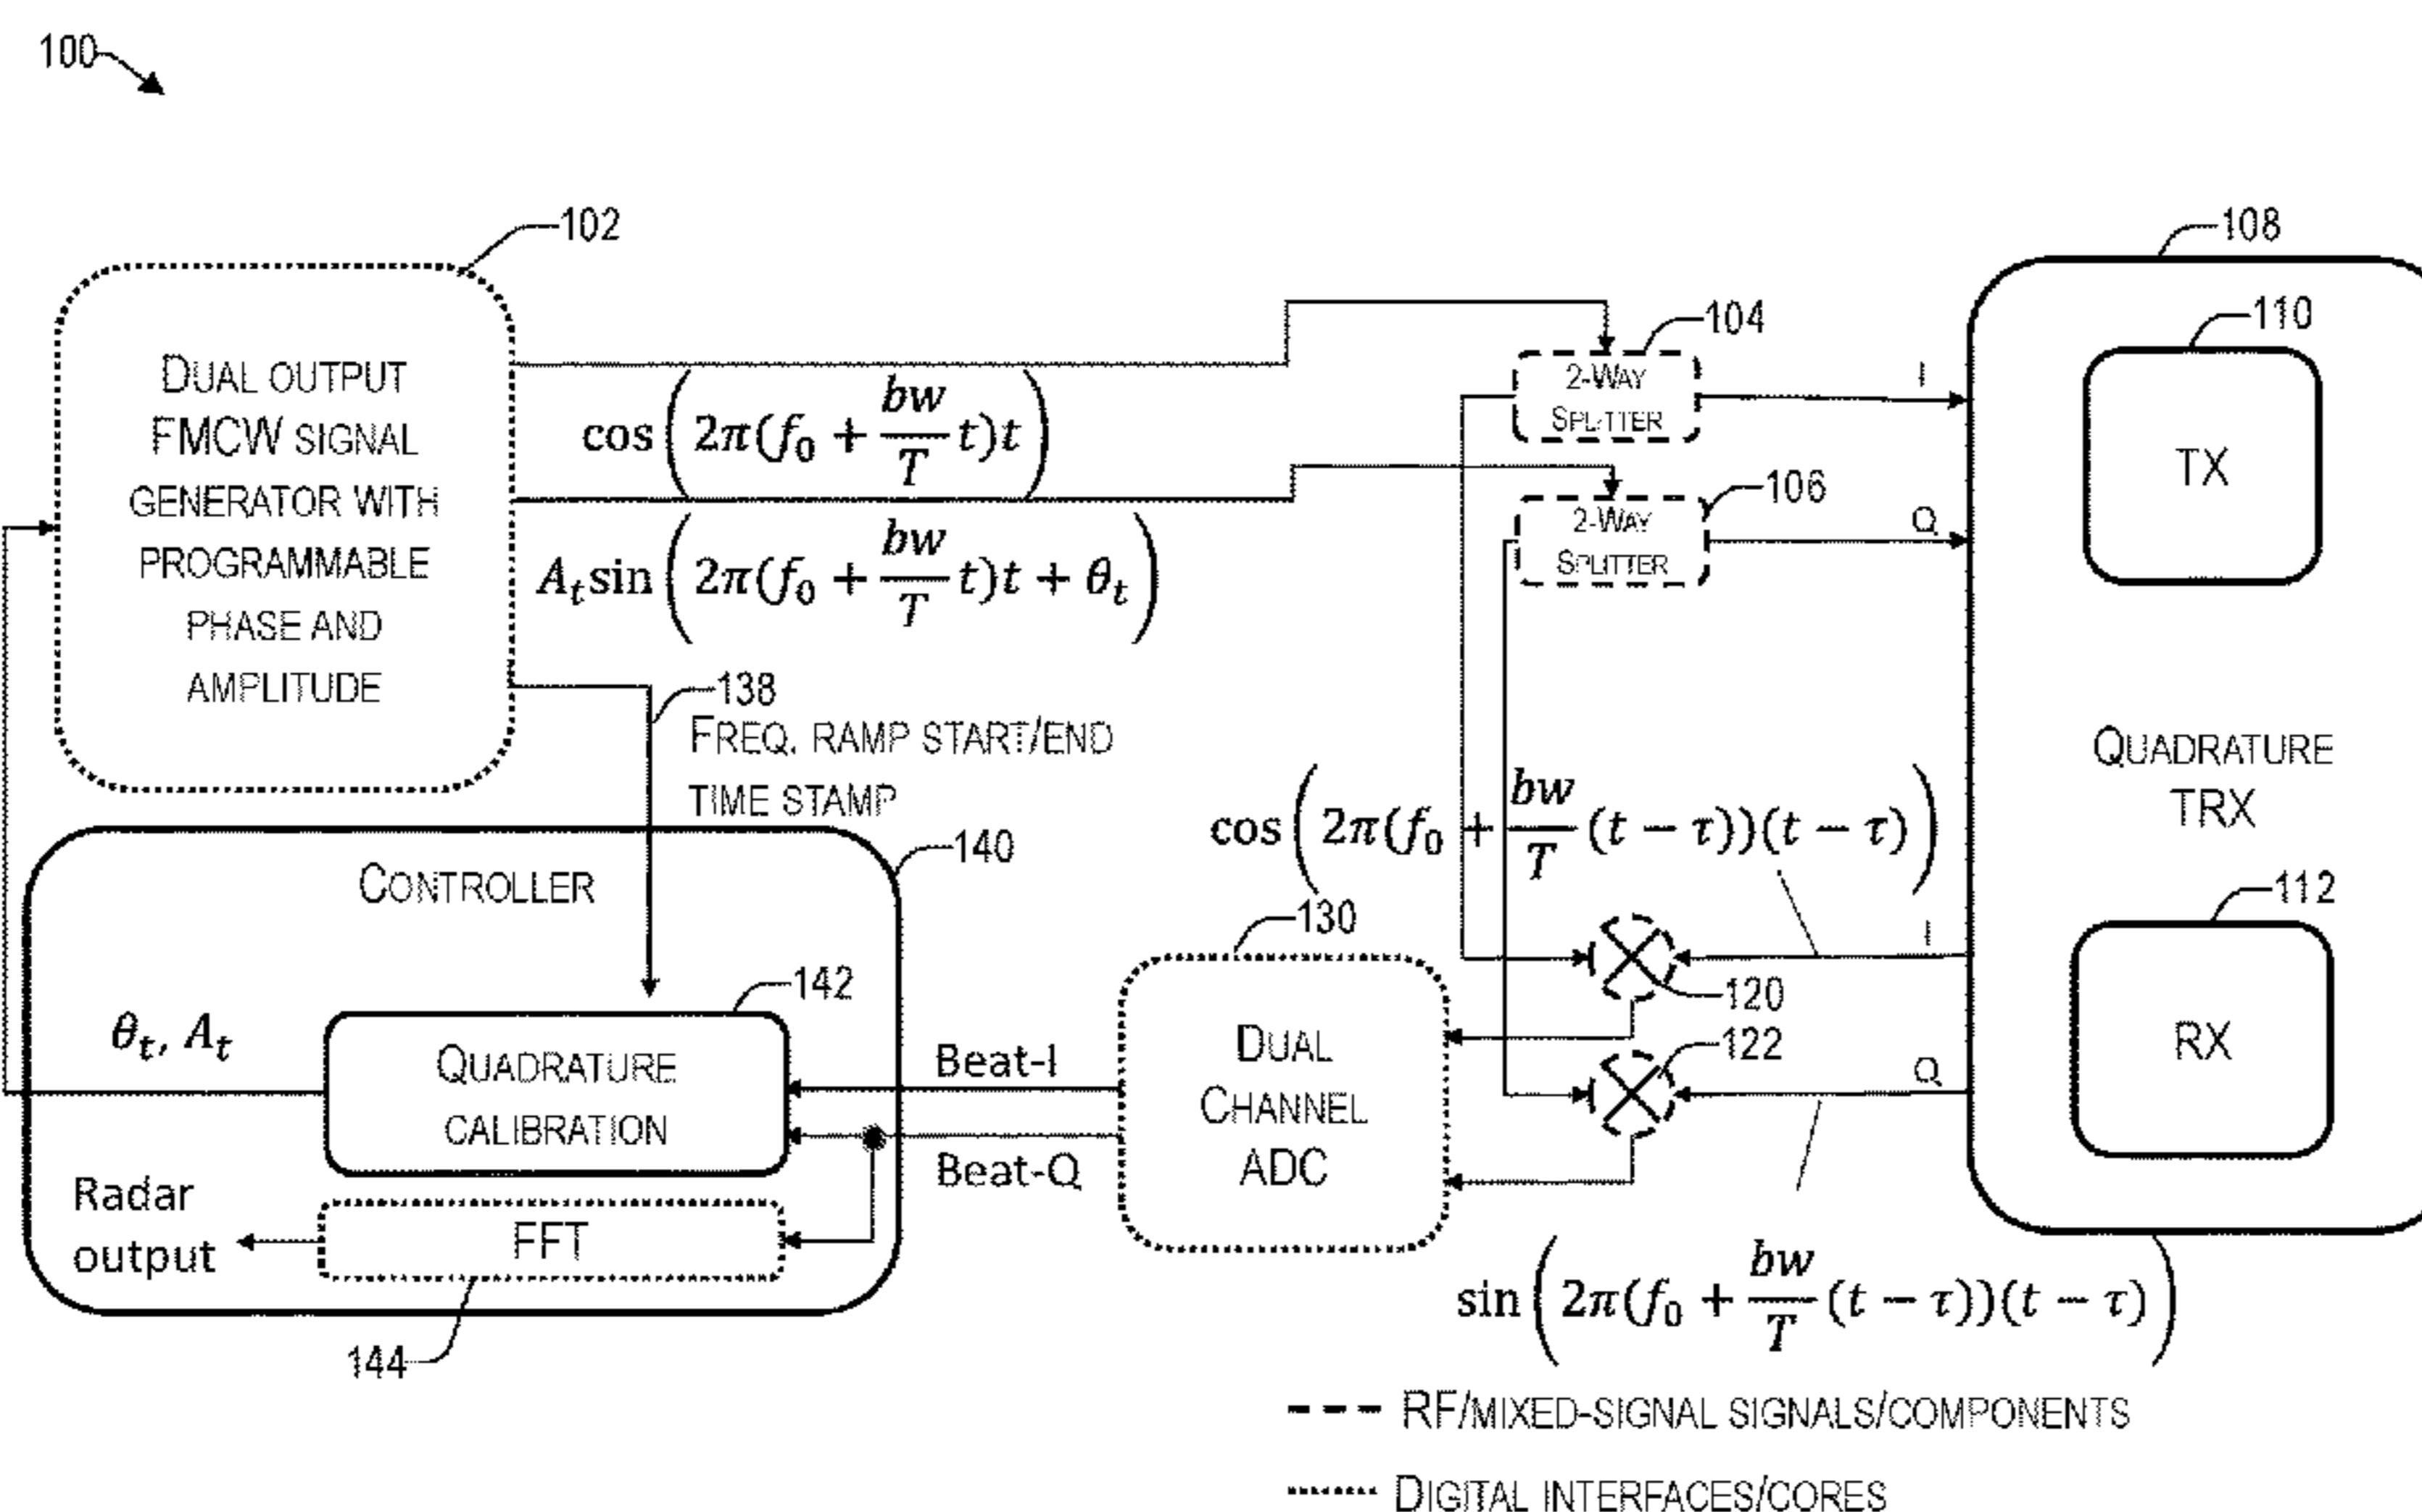 100
102
108
104
110
DUAL OUTPUT
FMCW SIGNAL
GENERATOR WITH
PROGRAMMABLE
PHASE AND
AMPLITUDE
cos(2π(f₀ + bw/T t)t)
2-WAY
SPLITTER
I
TX
106
Aₜsin(2π(f₀ + bw/T t)t + θₜ)
2-WAY
SPLITTER
Q
138
FREQ. RAMP START/END
TIME STAMP
QUADRATURE
TRX
cos(2π(f₀ + bw/T (t − τ))(t − τ))
140
CONTROLLER
130
112
I
120
142
θₜ, Aₜ
QUADRATURE
CALIBRATION
Beat-I
Beat-Q
DUAL
CHANNEL
ADC
122
Q
RX
Radar
output
FFT
144
sin(2π(f₀ + bw/T (t − τ))(t − τ))
RF/MIXED-SIGNAL SIGNALS/COMPONENTS
DIGITAL INTERFACES/CORES